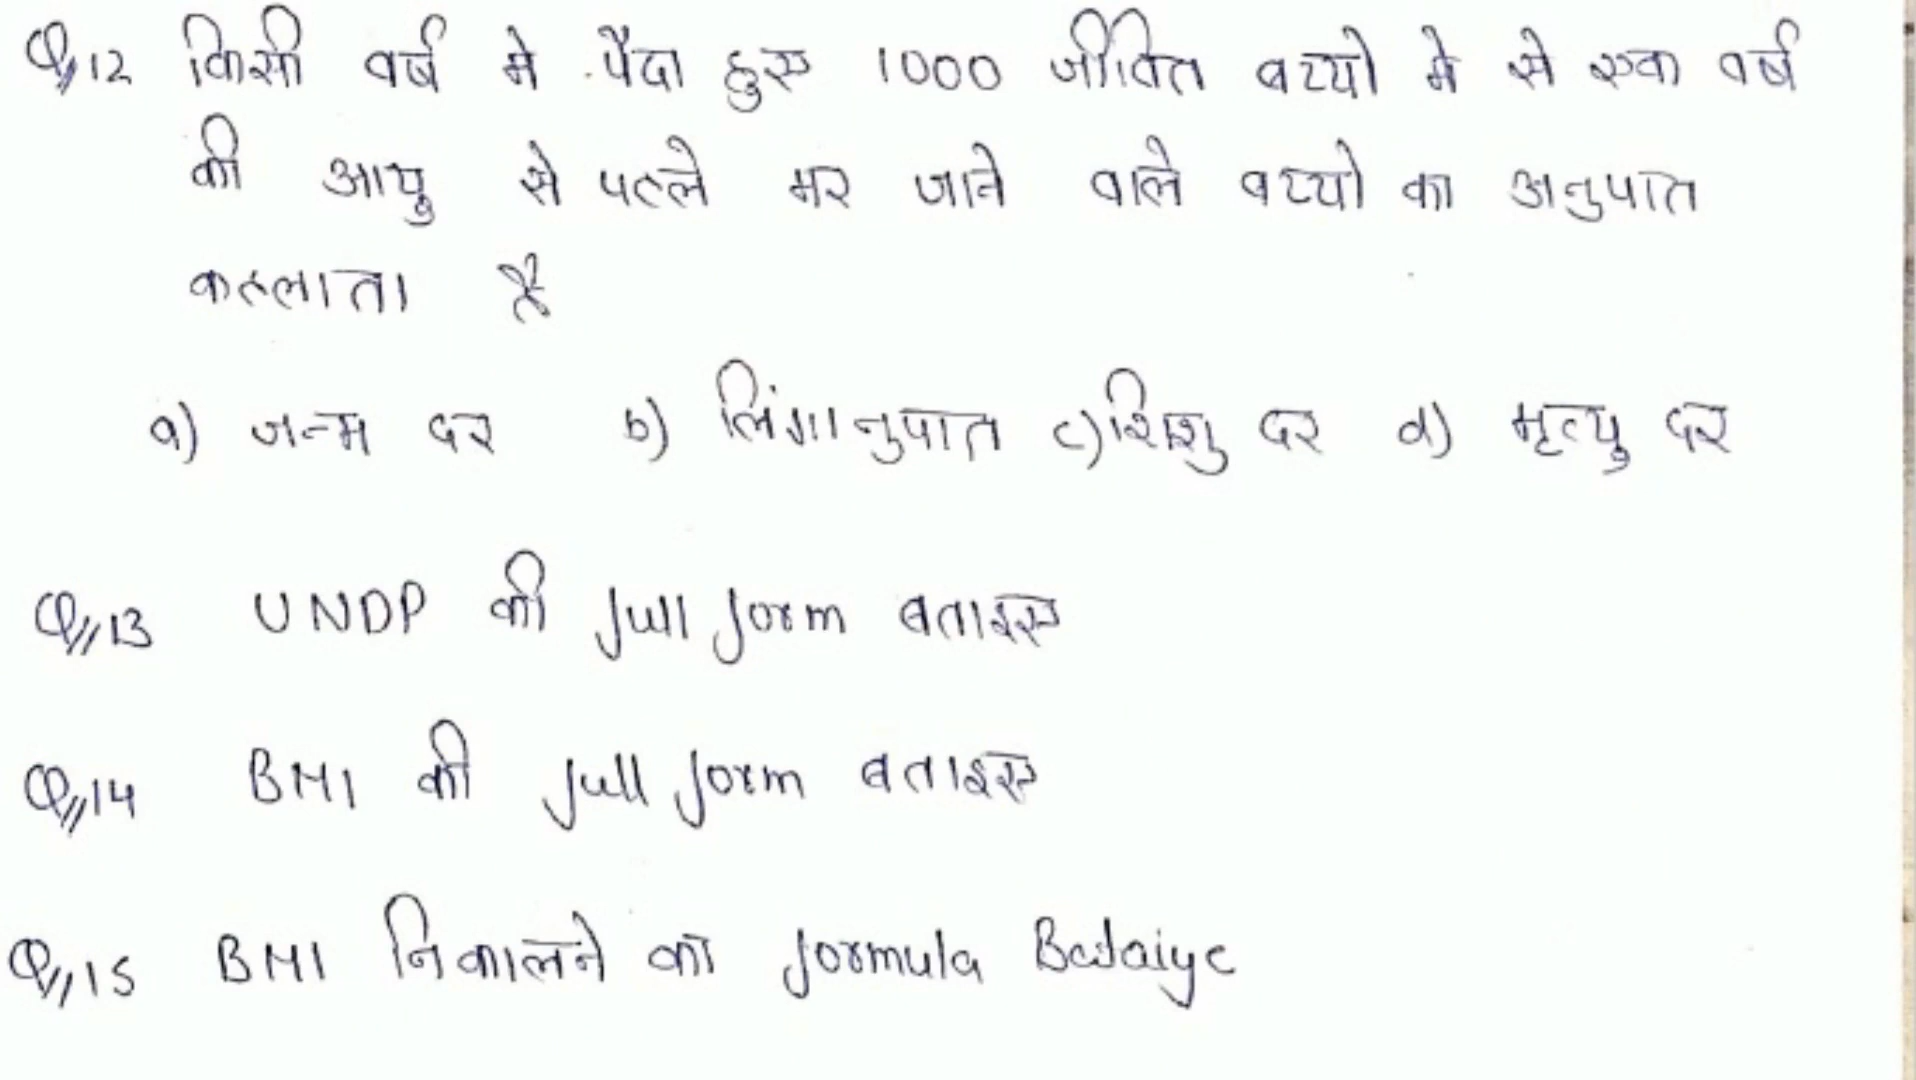 Q,12 किसी वर्ष मे पैदा हुए 1000 जीवित बच्चो मे से एक वर्ष
की आयु से पहले मर जाने वाले बच्चो का अनुपात
कहलाता है
a) जन्म दर b) लिंगानुपात c) शिशु दर d) मृत्यु दर
Q,13 UNDP की full form बताइए
Q,14 BMI की full form बताइए
Q,15 BMI निकालने का formula Bataiye